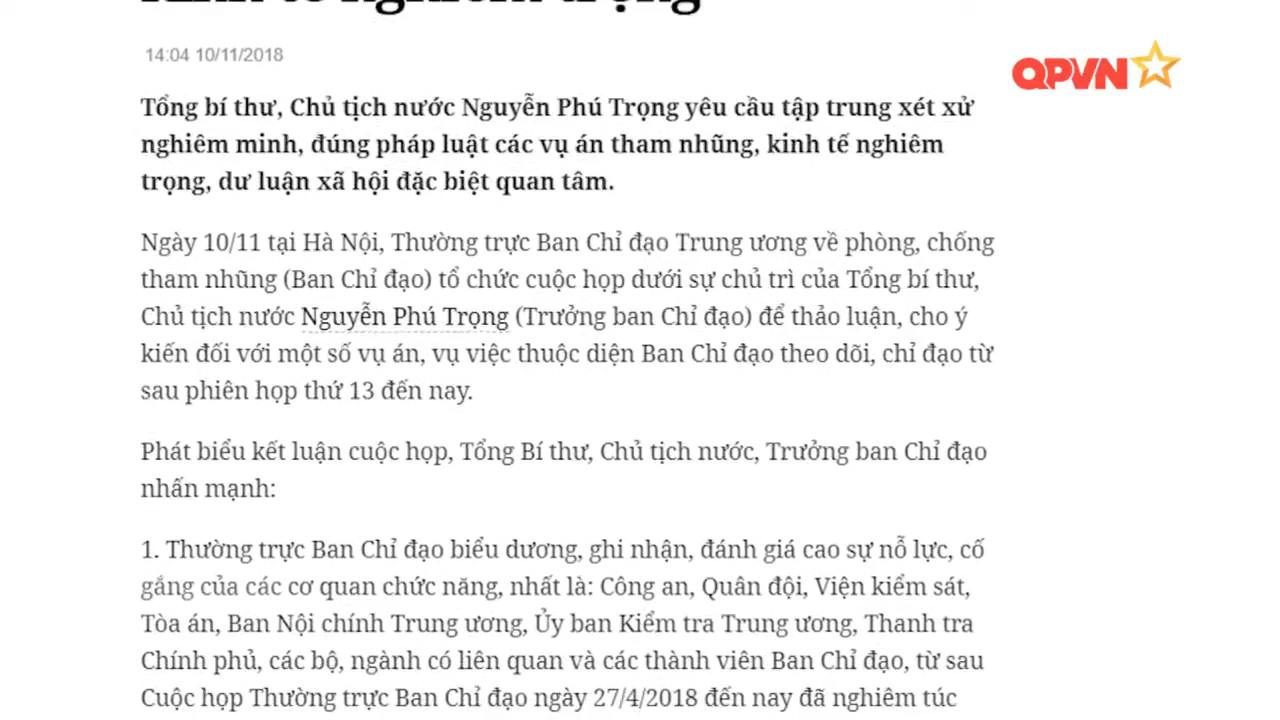 kinh tế nghiêm trọng
14:04 10/11/2018
QPVN
Tổng bí thư, Chủ tịch nước Nguyễn Phú Trọng yêu cầu tập trung xét xử
nghiêm minh, đúng pháp luật các vụ án tham nhũng, kinh tế nghiêm
trọng, dư luận xã hội đặc biệt quan tâm.
Ngày 10/11 tại Hà Nội, Thường trực Ban Chỉ đạo Trung ương về phòng, chống
tham nhũng (Ban Chỉ đạo) tổ chức cuộc họp dưới sự chủ trì của Tổng bí thư,
Chủ tịch nước Nguyễn Phú Trọng (Trưởng ban Chỉ đạo) để thảo luận, cho ý
kiến đối với một số vụ án, vụ việc thuộc diện Ban Chỉ đạo theo dõi, chỉ đạo từ
sau phiên họp thứ 13 đến nay.
Phát biểu kết luận cuộc họp, Tổng Bí thư, Chủ tịch nước, Trưởng ban Chỉ đạo
nhấn mạnh:
1. Thường trực Ban Chỉ đạo biểu dương, ghi nhận, đánh giá cao sự nỗ lực, cố
gắng của các cơ quan chức năng, nhất là: Công an, Quân đội, Viện kiểm sát,
Tòa án, Ban Nội chính Trung ương, Ủy ban Kiểm tra Trung ương, Thanh tra
Chính phủ, các bộ, ngành có liên quan và các thành viên Ban Chỉ đạo, từ sau
Cuộc họp Thường trực Ban Chỉ đạo ngày 27/4/2018 đến nay đã nghiêm túc